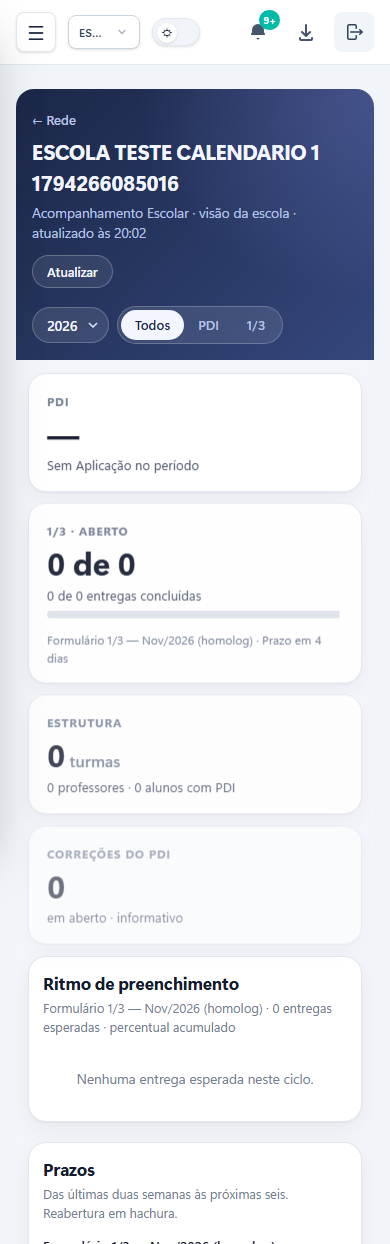 ES...
9+
← Rede
ESCOLA TESTE CALENDARIO 1
1794266085016
Acompanhamento Escolar · visão da escola ·
atualizado às 20:02
Atualizar
2026
Todos PDI 1/3
PDI
—
Sem Aplicação no período
1/3 · ABERTO
0 de 0
0 de 0 entregas concluídas
Formulário 1/3 — Nov/2026 (homolog) · Prazo em 4
dias
ESTRUTURA
0 turmas
0 professores · 0 alunos com PDI
CORREÇÕES DO PDI
0
em aberto · informativo
Ritmo de preenchimento
Formulário 1/3 — Nov/2026 (homolog) · 0 entregas
esperadas · percentual acumulado
Nenhuma entrega esperada neste ciclo.
Prazos
Das últimas duas semanas às próximas seis.
Reabertura em hachura.